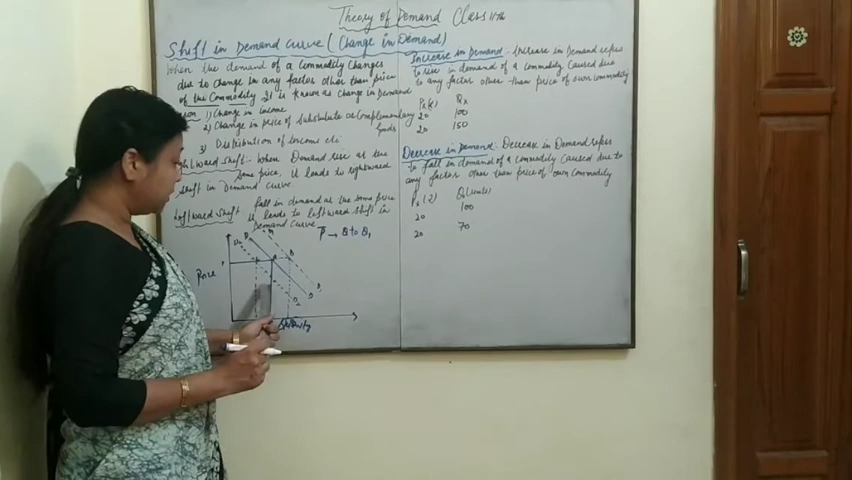 Theory of Demand Class 11th
Shift in Demand curve (Change in Demand)
When the demand of a commodity changes
due to change in any factor other than price
of the Commodity It is known as change in Demand
son 1) Change in income
2) Change in price of substitute or Complementary
goods
3) Distribution of Income etc
Rightward shift - When Demand rise at the
same price, it leads to rightward
shift in Demand curve
Leftward Shift fall in demand at the same price
it leads to leftward shift in
Demand curve
P → Q to Q1
Price
Quantity
Increase in Demand - Increase in Demand refers
to rise in demand of a commodity caused due
to any factor other than price of own commodity
Px(₹) Qx
20 100
20 150
Decrease in Demand - Decrease in Demand refers
to fall in demand of a commodity caused due to
any factor other than price of own commodity
Q(units)
20 100
20 70